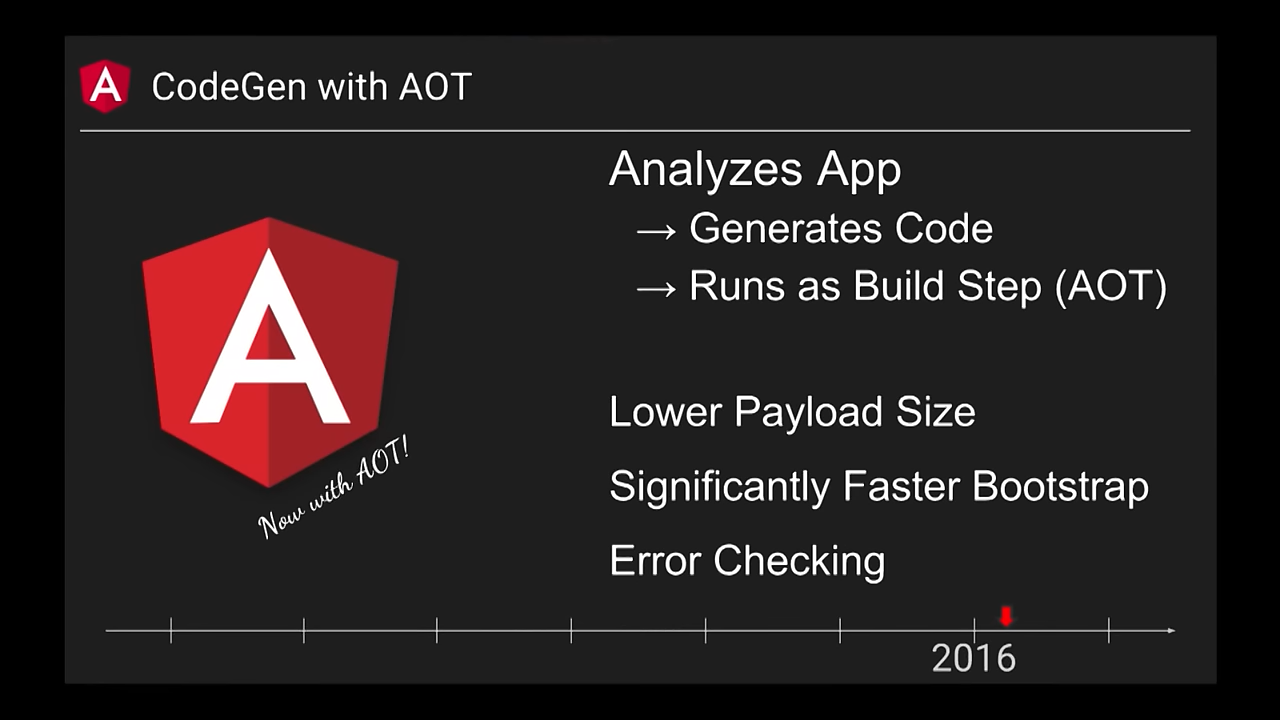 CodeGen with AOT
Analyzes App
→ Generates Code
→ Runs as Build Step (AOT)
Lower Payload Size
Significantly Faster Bootstrap
Error Checking
Now with AOT!
2016